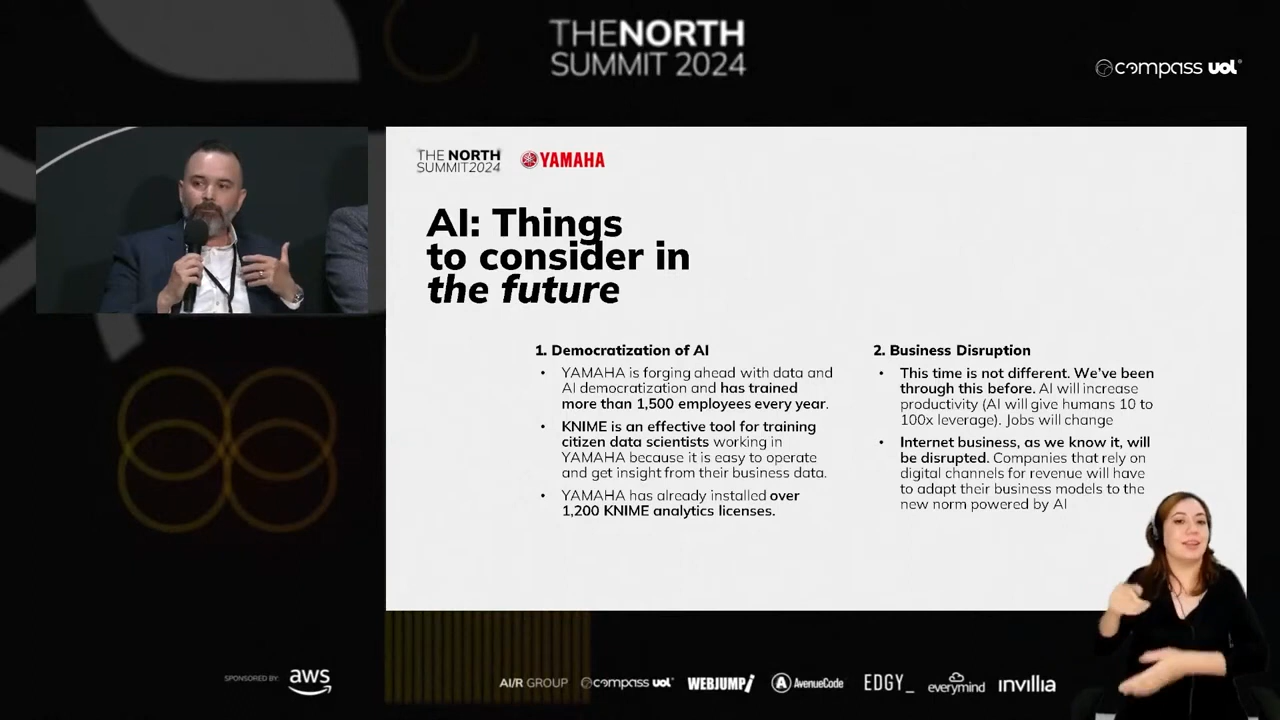 THENORTH
SUMMIT 2024
compass uol
THE NORTH
SUMMIT2024
YAMAHA
AI: Things
to consider in
the future
1. Democratization of AI
• YAMAHA is forging ahead with data and
AI democratization and has trained
more than 1,500 employees every year.
• KNIME is an effective tool for training
citizen data scientists working in
YAMAHA because it is easy to operate
and get insight from their business data.
• YAMAHA has already installed over
1,200 KNIME analytics licenses.
2. Business Disruption
• This time is not different. We've been
through this before. AI will increase
productivity (AI will give humans 10 to
100x leverage). Jobs will change
• Internet business, as we know it, will
be disrupted. Companies that rely on
digital channels for revenue will have
to adapt their business models to the
new norm powered by AI
SPONSORED BY:
aws
AI/R GROUP
compass uol
WEBJUMP/
AvenueCode
EDGY_
everymind
invillia